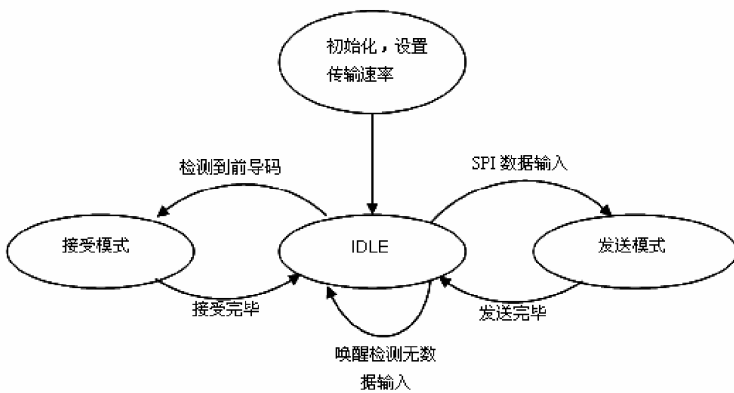 初始化，设置
传输速率
检测到前导码
SPI 数据输入
接受模式
IDLE
发送模式
接受完毕
发送完毕
唤醒检测无数
据输入